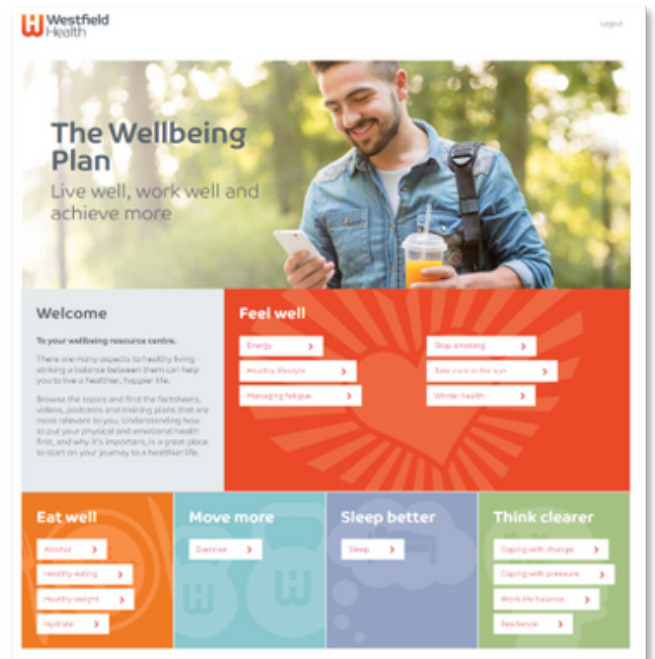 Westfield
Health
Logout
The Wellbeing
Plan
Live well, work well and
achieve more
Welcome
To your wellbeing resource centre.
There are many aspects to healthy living -
striking a balance between them can help
you to live a healthier, happier life.
Browse the topics and find the factsheets,
videos, podcasts and training plans that are
most relevant to you. Understanding how
to put your physical and emotional health
first, and why it's important, is a great place
to start on your journey to a healthier life.
Feel well
Energy
Healthy lifestyle
Managing fatigue
Stop smoking
Take care in the sun
Winter health
Eat well
Alcohol
Healthy eating
Healthy weight
Hydrate
Move more
Exercise
Sleep better
Sleep
Think clearer
Coping with change
Coping with pressure
Work life balance
Resilience